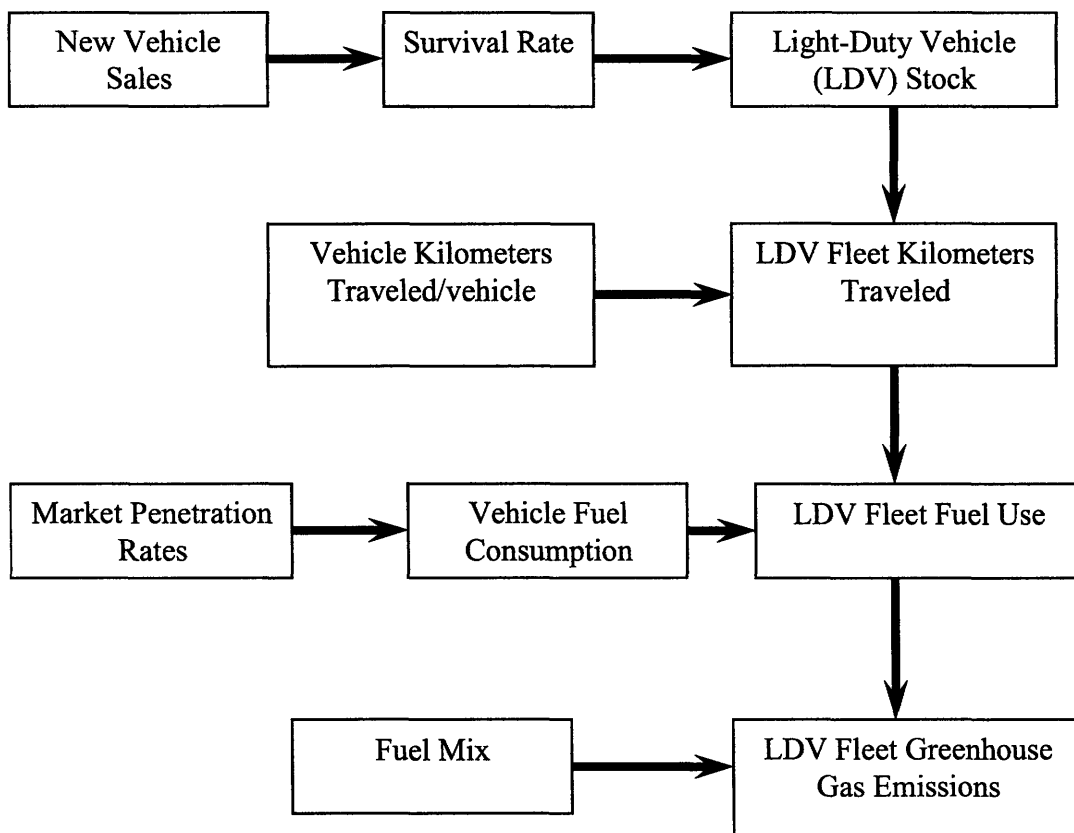 New Vehicle
Sales
Survival Rate
Light-Duty Vehicle
(LDV) Stock
Vehicle Kilometers
Traveled/vehicle
LDV Fleet Kilometers
Traveled
Market Penetration
Rates
Vehicle Fuel
Consumption
LDV Fleet Fuel Use
Fuel Mix
LDV Fleet Greenhouse
Gas Emissions